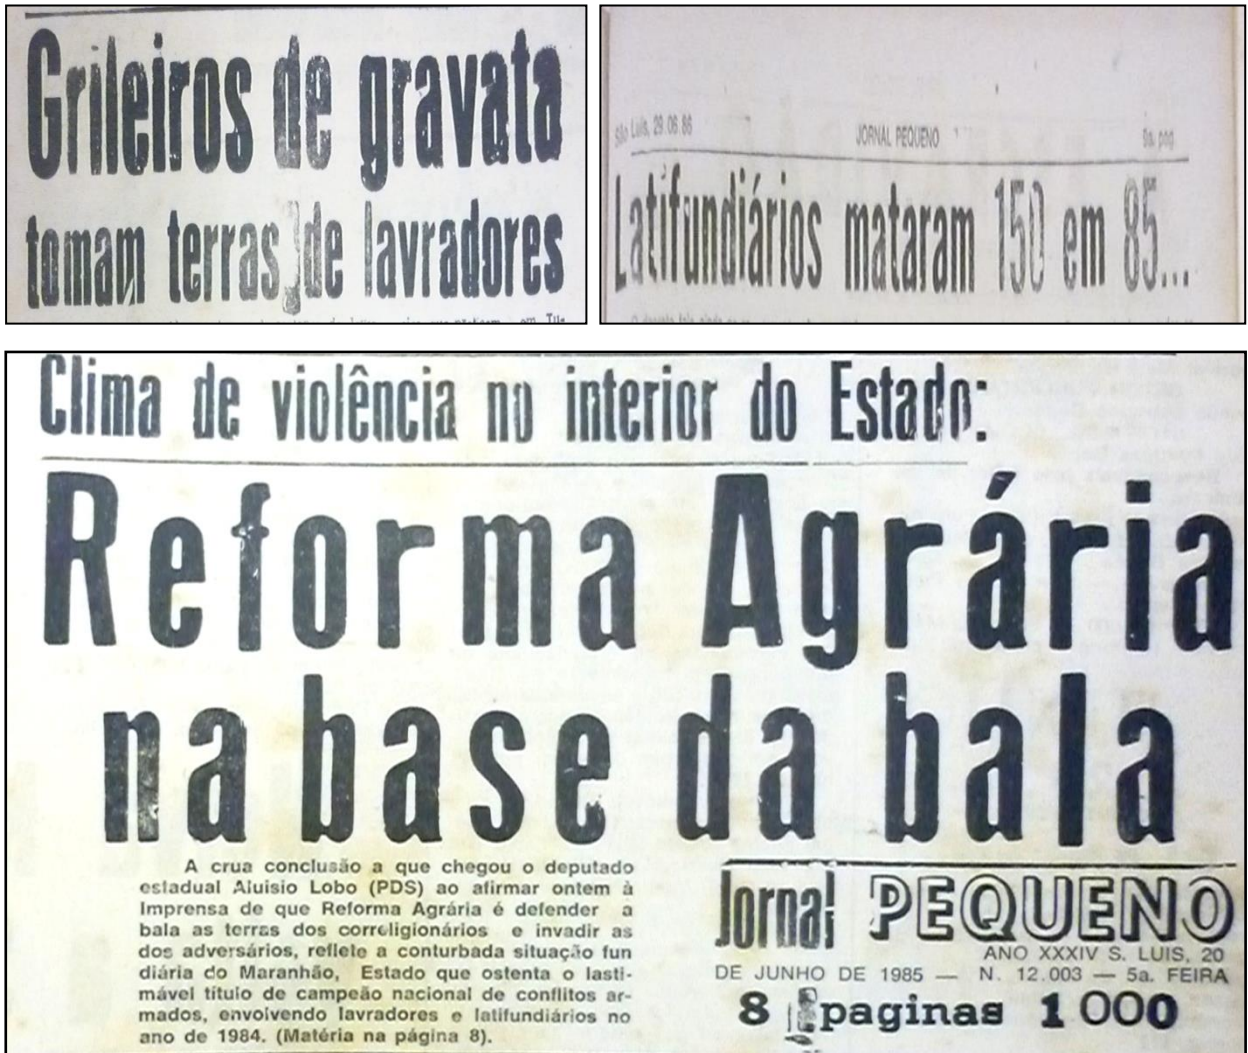 Grileiros de gravata
tomam terras de lavradores
São Luis, 29.06.86 JORNAL PEQUENO 9a. pag
Latifundiários mataram 150 em 85...
Clima de violência no interior do Estado:
Reforma Agrária
na base da bala
A crua conclusão a que chegou o deputado
estadual Aluisio Lobo (PDS) ao afirmar ontem à
Imprensa de que Reforma Agrária é defender a
bala as terras dos correligionários e invadir as
dos adversários, reflete a conturbada situação fun
diária do Maranhão, Estado que ostenta o lasti-
mável título de campeão nacional de conflitos ar-
mados, envolvendo lavradores e latifundiários no
ano de 1984. (Matéria na página 8).
Jornal PEQUENO
ANO XXXIV S. LUIS, 20
DE JUNHO DE 1985 — N. 12.003 — 5a. FEIRA
8 paginas 1 000